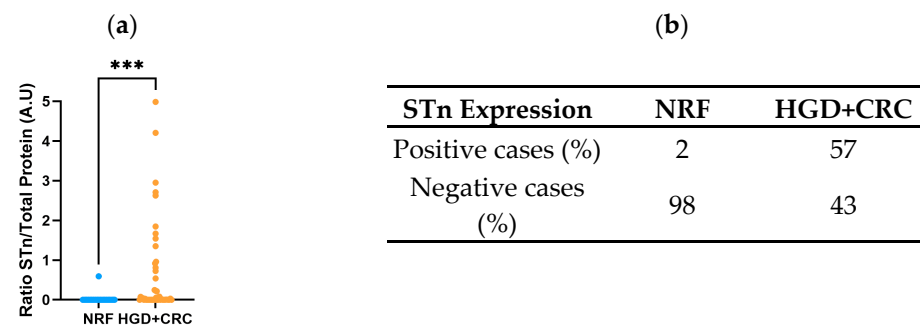 (a)
(b)
***
Ratio STn/Total Protein (A.U)
5
4
3
2
1
0
NRF HGD+CRC
STn Expression NRF HGD+CRC
Positive cases (%) 2 57
Negative cases
(%) 98 43